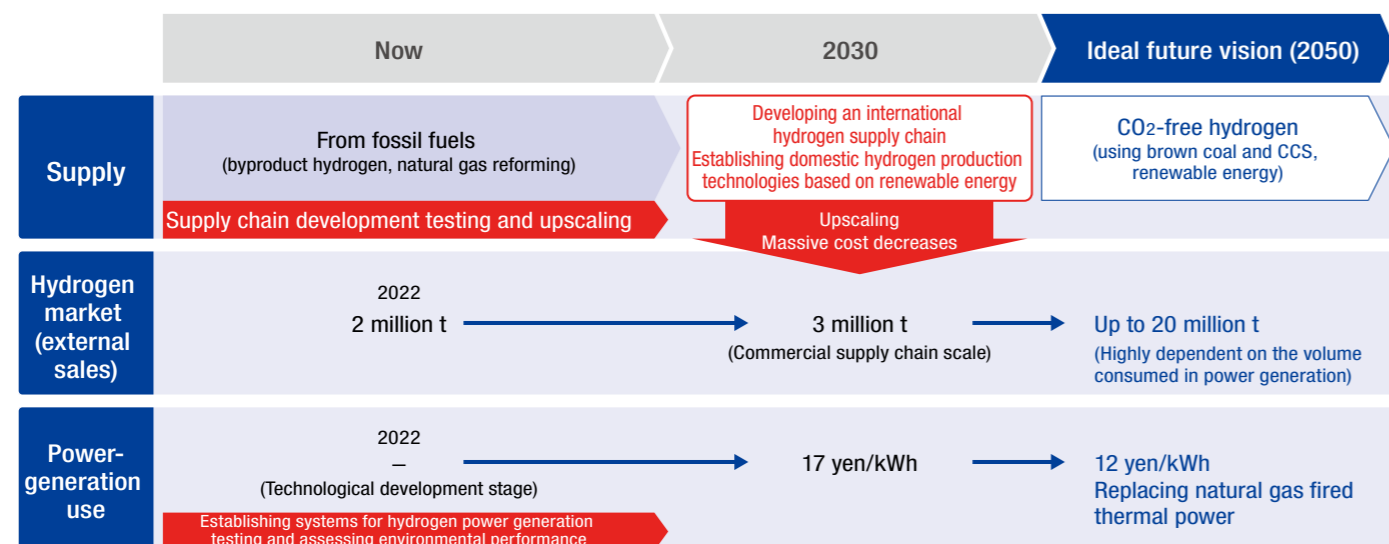 Now
2030
Ideal future vision (2050)
Supply
From fossil fuels
(byproduct hydrogen, natural gas reforming)
Supply chain development testing and upscaling
Developing an international
hydrogen supply chain
Establishing domestic hydrogen production
technologies based on renewable energy
Upscaling
Massive cost decreases
CO2-free hydrogen
(using brown coal and CCS,
renewable energy)
Hydrogen
market
(external
sales)
2022
2 million t
3 million t
(Commercial supply chain scale)
Up to 20 million t
(Highly dependent on the volume
consumed in power generation)
Power-
generation
use
2022
–
(Technological development stage)
Establishing systems for hydrogen power generation
testing and assessing environmental performance
17 yen/kWh
12 yen/kWh
Replacing natural gas fired
thermal power